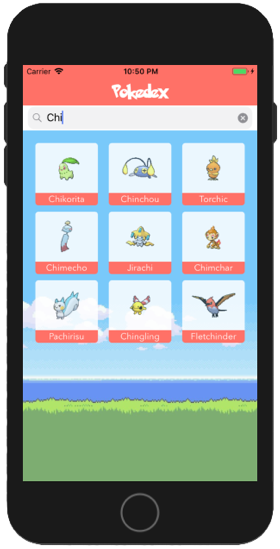 Carrier 10:50 PM
Pokedex
Chi
Chikorita Chinchou Torchic
Chimecho Jirachi Chimchar
Pachirisu Chingling Fletchinder